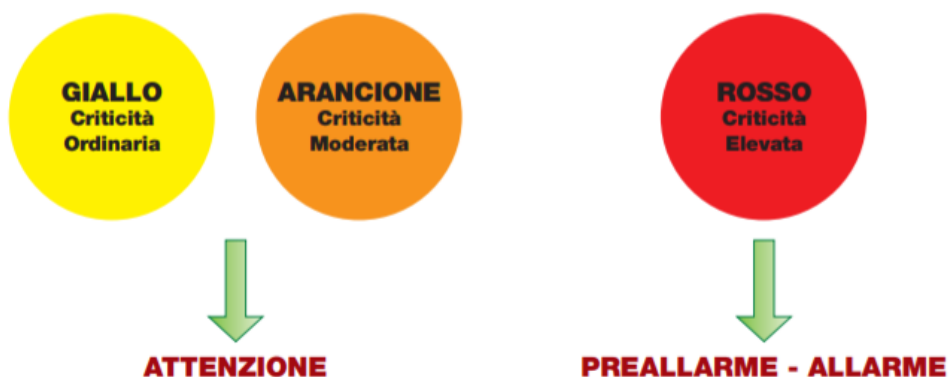 GIALLO
Criticità
Ordinaria
ARANCIONE
Criticità
Moderata
ROSSO
Criticità
Elevata
ATTENZIONE
PREALLARME - ALLARME